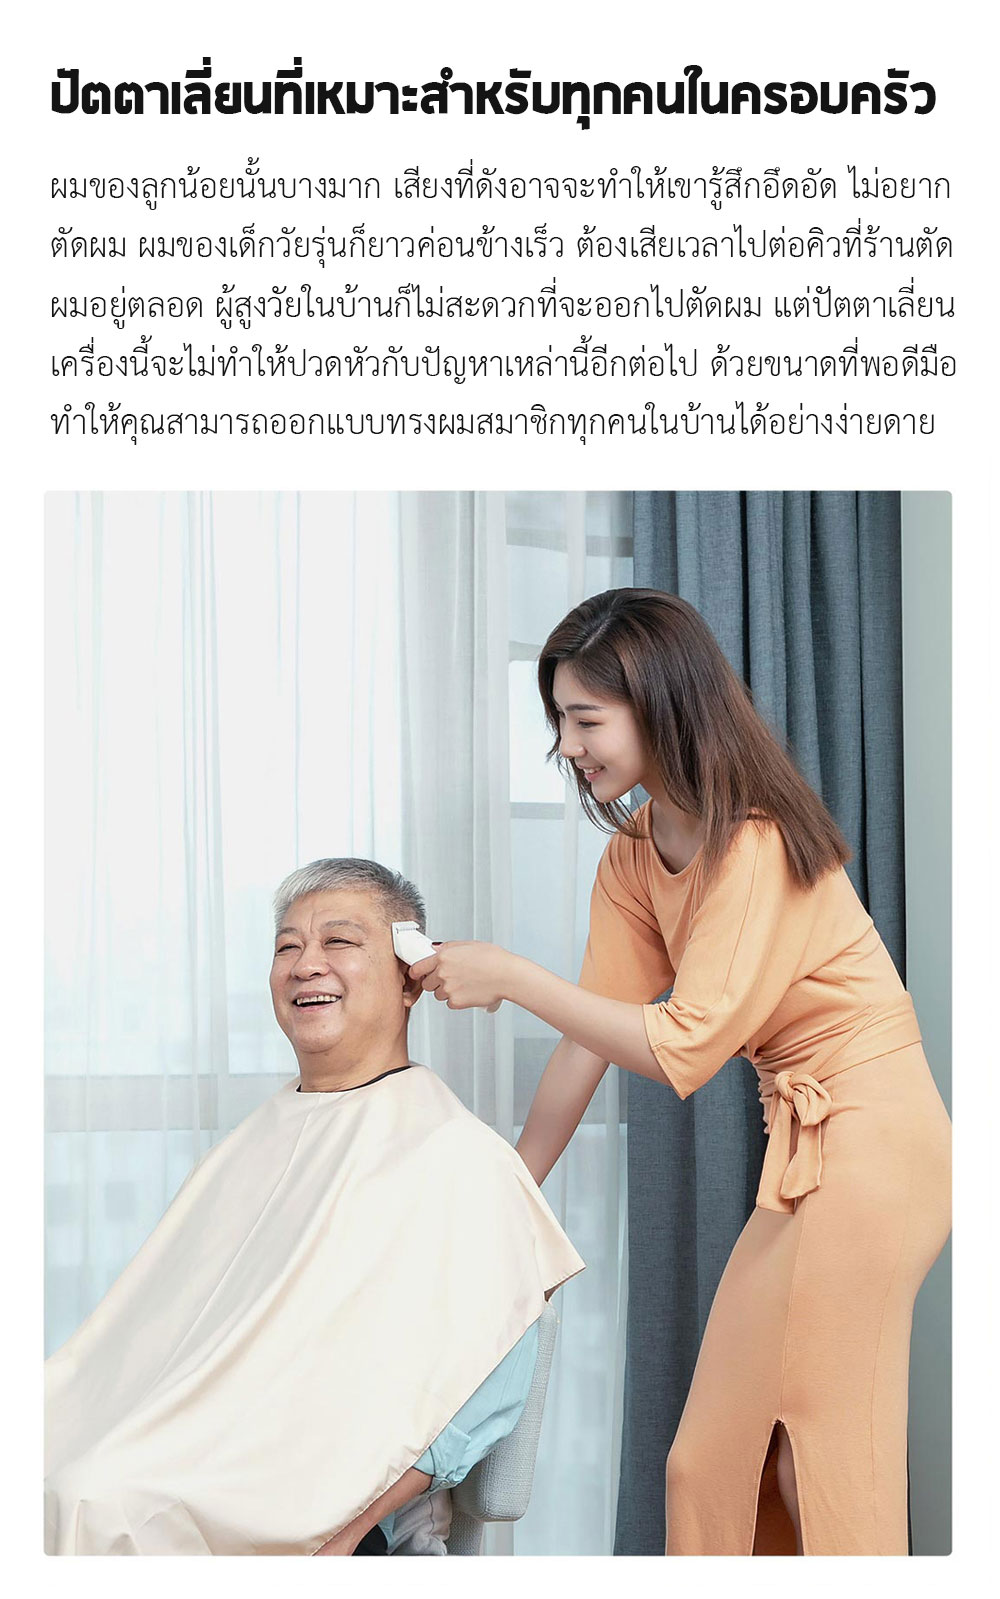 ปัตตาเลี่ยนที่เหมาะสำหรับทุกคนในครอบครัว
ผมของลูกน้อยนั้นบางมาก เสียงที่ดังอาจจะทำให้เขารู้สึกอึดอัด ไม่อยาก
ตัดผม ผมของเด็กวัยรุ่นก็ยาวค่อนข้างเร็ว ต้องเสียเวลาไปต่อคิวที่ร้านตัด
ผมอยู่ตลอด ผู้สูงวัยในบ้านก็ไม่สะดวกที่จะออกไปตัดผม แต่ปัตตาเลี่ยน
เครื่องนี้จะไม่ทำให้ปวดหัวกับปัญหาเหล่านี้อีกต่อไป ด้วยขนาดที่พอดีมือ
ทำให้คุณสามารถออกแบบทรงผมสมาชิกทุกคนในบ้านได้อย่างง่ายดาย